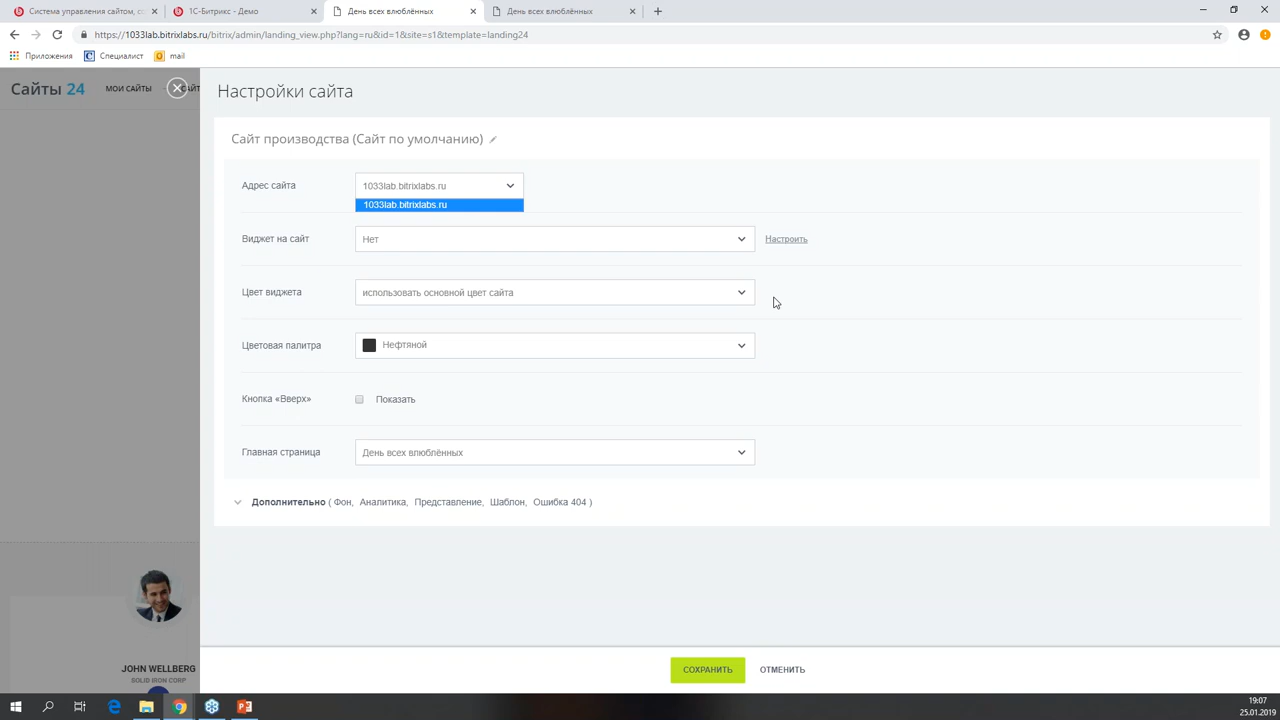 Система управления сайтом, со
1С-Битрикс - Демо
День всех влюблённых
День всех влюблённых
https://1033lab.bitrixlabs.ru/bitrix/admin/landing_view.php?lang=ru&id=1&site=s1&template=landing24
Приложения
Специалист
mail
Сайты 24
МОИ САЙТЫ
САЙТ
Настройки сайта
Сайт производства (Сайт по умолчанию)
Адрес сайта
1033lab.bitrixlabs.ru
1033lab.bitrixlabs.ru
Виджет на сайт
Нет
Настроить
Цвет виджета
использовать основной цвет сайта
Цветовая палитра
Нефтяной
Кнопка «Вверх»
Показать
Главная страница
День всех влюблённых
Дополнительно ( Фон, Аналитика, Представление, Шаблон, Ошибка 404 )
JOHN WELLBERG
SOLID IRON CORP
СОХРАНИТЬ
ОТМЕНИТЬ
19:07
25.01.2019